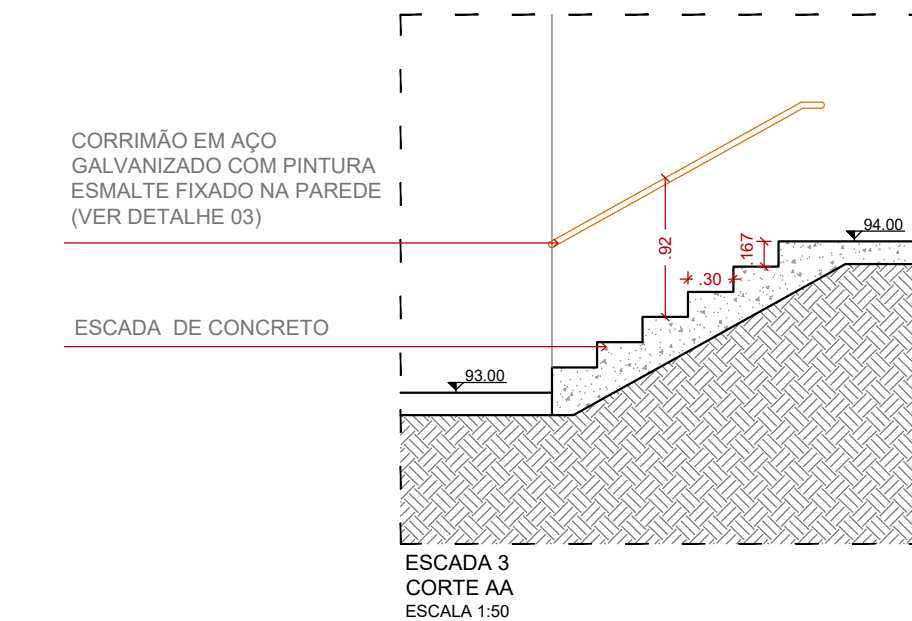 CORRIMÃO EM AÇO
GALVANIZADO COM PINTURA
ESMALTE FIXADO NA PAREDE
(VER DETALHE 03)
94.00
.92
.167
.30
ESCADA DE CONCRETO
93.00
ESCADA 3
CORTE AA
ESCALA 1:50